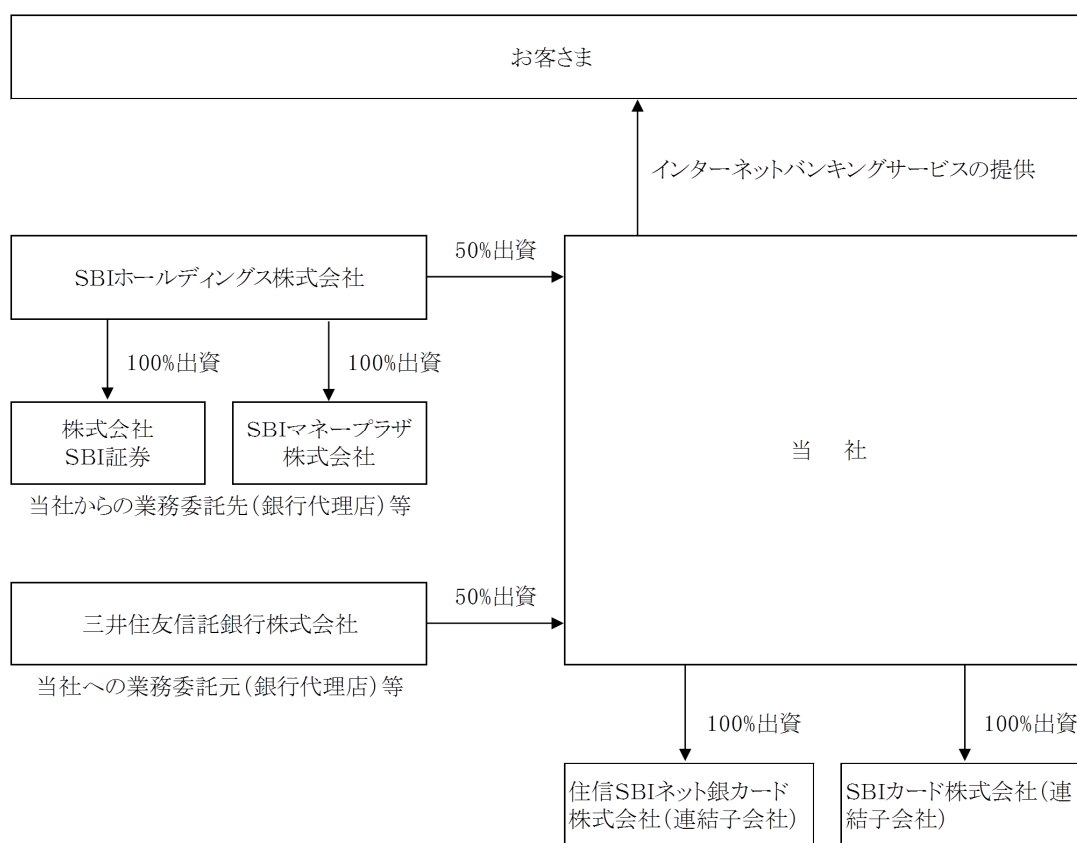 お客さま
インターネットバンキングサービスの提供
50%出資
SBIホールディングス株式会社
100%出資
100%出資
株式会社
SBI証券
SBIマネープラザ
株式会社
当社からの業務委託先(銀行代理店)等
当　社
50%出資
三井住友信託銀行株式会社
当社への業務委託元(銀行代理店)等
100%出資
100%出資
住信SBIネット銀カード
株式会社(連結子会社)
SBIカード株式会社(連
結子会社)